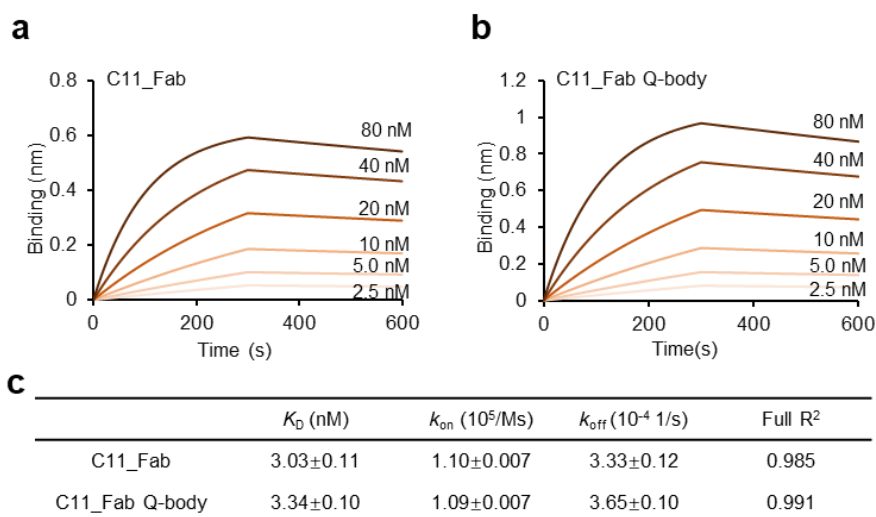 a
C11_Fab
0.8
0.6
0.4
0.2
0
Binding (nm)
80 nM
40 nM
20 nM
10 nM
5.0 nM
2.5 nM
0 200 400 600
Time (s)
b
C11_Fab Q-body
1.2
1
0.8
0.6
0.4
0.2
0
Binding (nm)
80 nM
40 nM
20 nM
10 nM
5.0 nM
2.5 nM
0 200 400 600
Time(s)
c
K_D (nM) k_on (10⁵/Ms) k_off (10⁻⁴ 1/s) Full R²
C11_Fab 3.03±0.11 1.10±0.007 3.33±0.12 0.985
C11_Fab Q-body 3.34±0.10 1.09±0.007 3.65±0.10 0.991